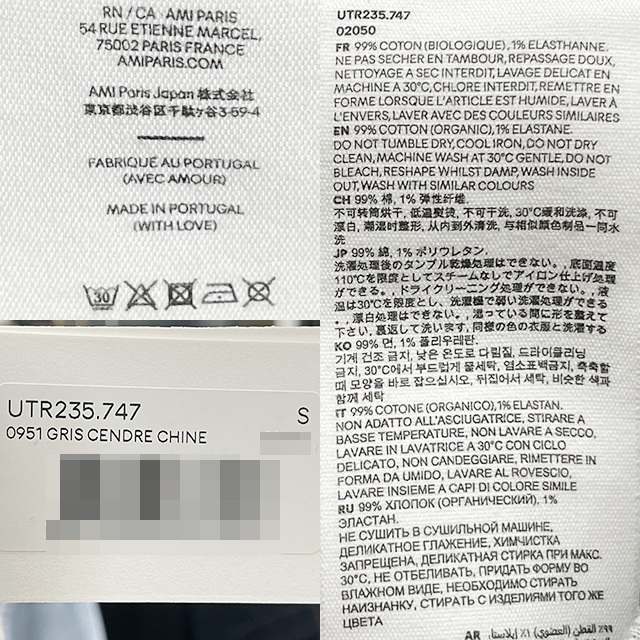 RN / CA  AMI PARIS
54 RUE ETIENNE MARCEL,
75002 PARIS FRANCE
AMIPARIS.COM
AMI Paris Japan 株式会社
東京都渋谷区千駄ヶ谷3-59-4
FABRIQUÉ AU PORTUGAL
(AVEC AMOUR)
MADE IN PORTUGAL
(WITH LOVE)
30
UTR235.747
S
0951 GRIS CENDRE CHINE
UTR235.747
02050
FR 99% COTON (BIOLOGIQUE), 1% ELASTHANNE.
NE PAS SECHER EN TAMBOUR, REPASSAGE DOUX,
NETTOYAGE A SEC INTERDIT, LAVAGE DELICAT EN
MACHINE A 30°C, CHLORE INTERDIT, REMETTRE EN
FORME LORSQUE L'ARTICLE EST HUMIDE, LAVER À
L'ENVERS, LAVER AVEC DES COULEURS SIMILAIRES
EN 99% COTTON (ORGANIC), 1% ELASTANE.
DO NOT TUMBLE DRY, COOL IRON, DO NOT DRY
CLEAN, MACHINE WASH AT 30°C GENTLE, DO NOT
BLEACH, RESHAPE WHILST DAMP, WASH INSIDE
OUT, WASH WITH SIMILAR COLOURS
CH 99% 棉, 1% 弹性纤维.
不可转筒烘干, 低温熨烫, 不可干洗, 30°C缓和洗涤, 不可
漂白, 潮湿时整形, 从内到外清洗, 与相似颜色制品一同水
洗
JP 99% 綿, 1% ポリウレタン.
洗濯処理後のタンブル乾燥処理はできない。, 底面温度
110°Cを限度としてスチームなしでアイロン仕上げ処理
ができる。, ドライクリーニング処理ができない。, 液
温は30°Cを限度とし、洗濯機で弱い洗濯処理ができる
。, 漂白処理はできない。, 湿っている間に形を整えて
下さい, 裏返して洗います, 同様の色の衣服と洗濯する
KO 99% 면, 1% 폴리우레탄.
기계 건조 금지, 낮은 온도로 다림질, 드라이클리닝
금지, 30°C에서 부드럽게 물세탁, 염소표백금지, 축축할
때 모양을 바로 잡으십시오, 뒤집어서 세탁, 비슷한 색과
함께 세탁
IT 99% COTONE (ORGANICO), 1% ELASTAN.
NON ADATTO ALL'ASCIUGATRICE, STIRARE A
BASSE TEMPERATURE, NON LAVARE A SECCO,
LAVARE IN LAVATRICE A 30°C CON CICLO
DELICATO, NON CANDEGGIARE, RIMETTERE IN
FORMA DA UMIDO, LAVARE AL ROVESCIO,
LAVARE INSIEME A CAPI DI COLORE SIMILE
RU 99% ХЛОПОК (ОРГАНИЧЕСКИЙ), 1%
ЭЛАСТАН.
НЕ СУШИТЬ В СУШИЛЬНОЙ МАШИНЕ,
ДЕЛИКАТНОЕ ГЛАЖЕНИЕ, ХИМЧИСТКА
ЗАПРЕЩЕНА, ДЕЛИКАТНАЯ СТИРКА ПРИ МАКС.
30°C, НЕ ОТБЕЛИВАТЬ, ПРИДАТЬ ФОРМУ ВО
ВЛАЖНОМ ВИДЕ, НЕОБХОДИМО СТИРАТЬ
НАИЗНАНКУ, СТИРАТЬ С ИЗДЕЛИЯМИ ТОГО ЖЕ
ЦВЕТА
AR ٩٩٪ القطن (العضوي) ١٪ إيلاستا